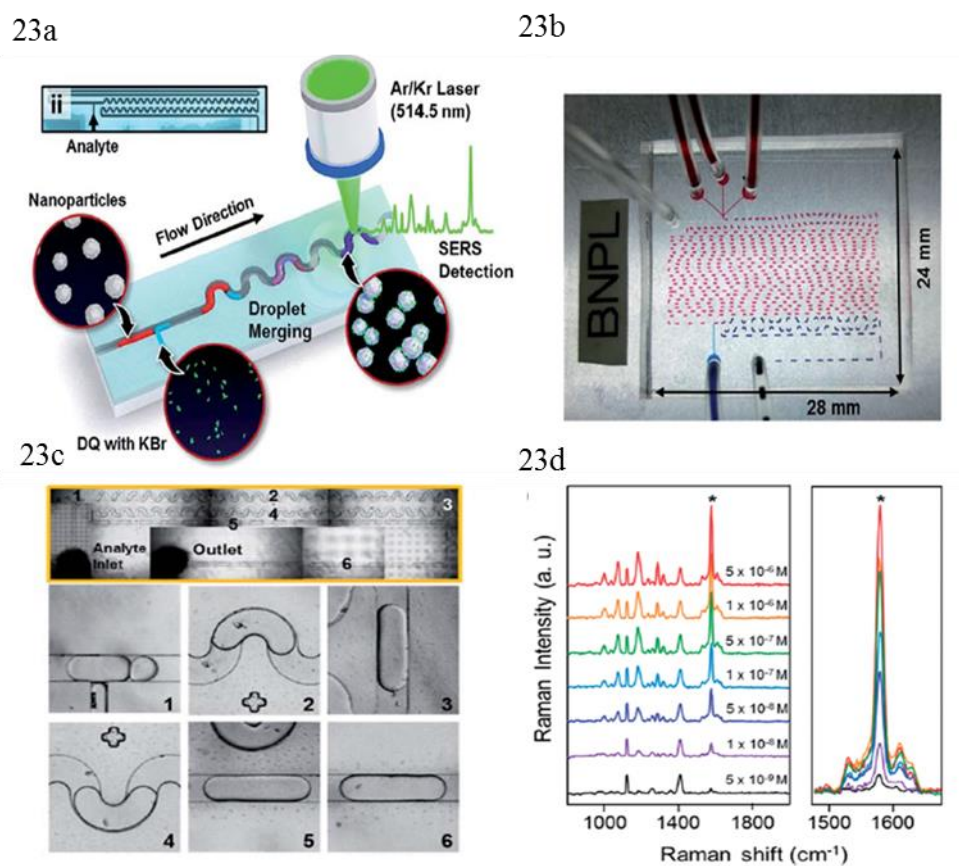 23a
23b
ii
Analyte
Ar/Kr Laser
(514.5 nm)
Nanoparticles
Flow Direction
SERS
Detection
Droplet
Merging
DQ with KBr
BNPL
24 mm
28 mm
23c
23d
1
2
3
4
5
Analyte
Inlet
Outlet
6
1
2
3
4
5
6
Raman Intensity (a. u.)
*
5 x 10⁻⁶ M
1 x 10⁻⁶ M
5 x 10⁻⁷ M
1 x 10⁻⁷ M
5 x 10⁻⁸ M
1 x 10⁻⁸ M
5 x 10⁻⁹ M
*
1000 1400 1800
1500 1600
Raman shift (cm⁻¹)